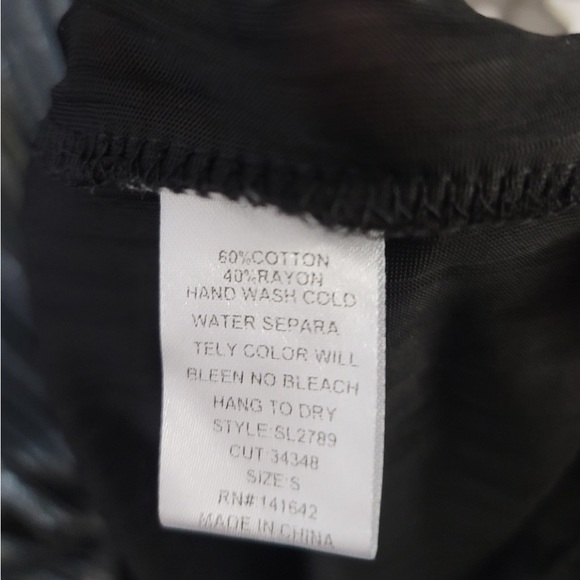 60%COTTON
40%RAYON
HAND WASH COLD
WATER SEPARA
TELY COLOR WILL
BLEEN NO BLEACH
HANG TO DRY
STYLE:SL2789
CUT:34348
SIZE:S
RN#:141642
MADE IN CHINA